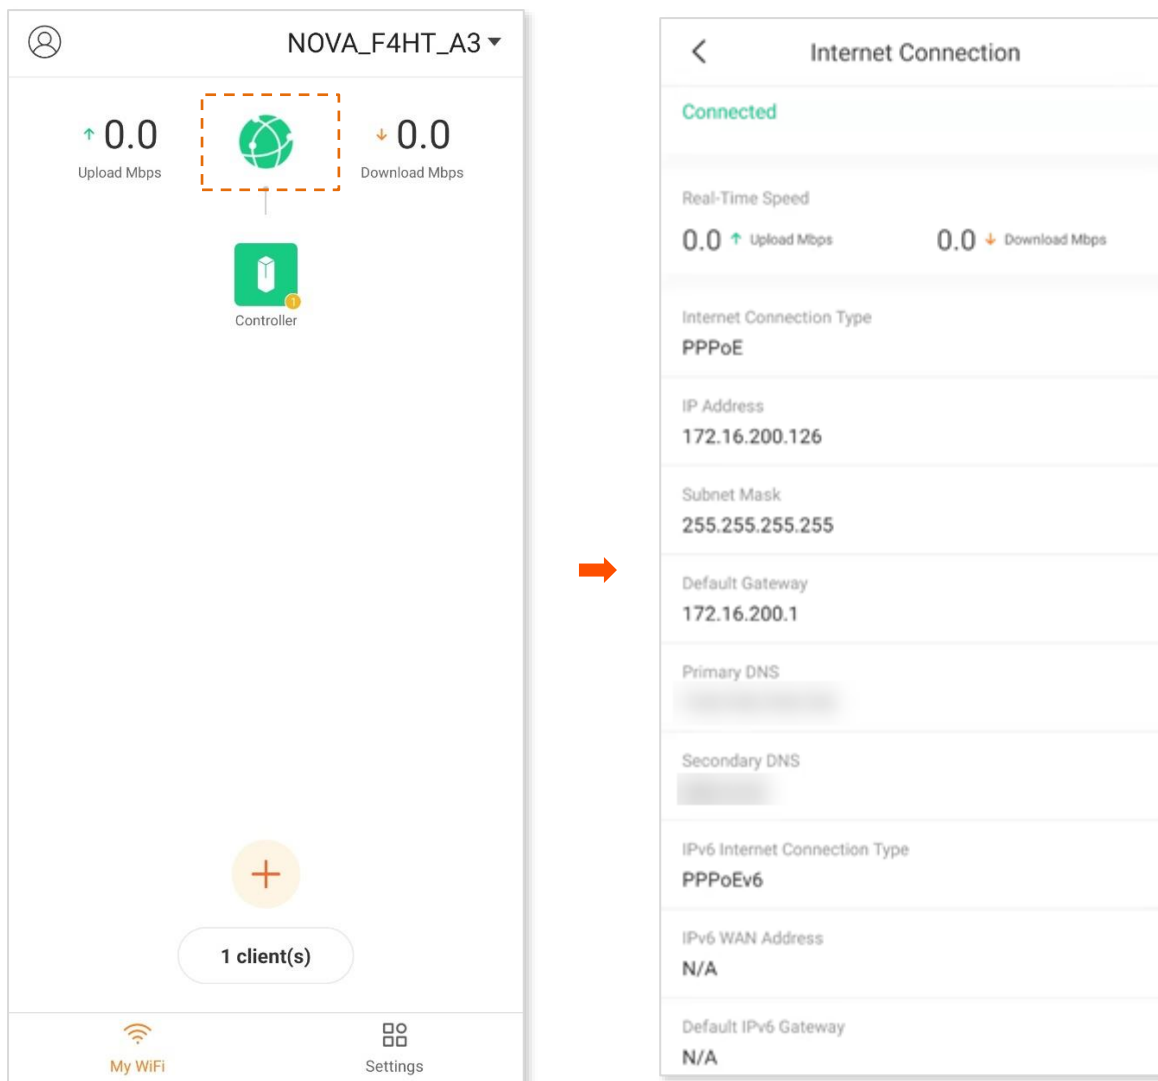 NOVA_F4HT_A3
0.0
Upload Mbps
0.0
Download Mbps
1
Controller
1 client(s)
My WiFi
Settings
Internet Connection
Connected
Real-Time Speed
0.0 Upload Mbps 0.0 Download Mbps
Internet Connection Type
PPPoE
IP Address
172.16.200.126
Subnet Mask
255.255.255.255
Default Gateway
172.16.200.1
Primary DNS
Secondary DNS
IPv6 Internet Connection Type
PPPoEv6
IPv6 WAN Address
N/A
Default IPv6 Gateway
N/A